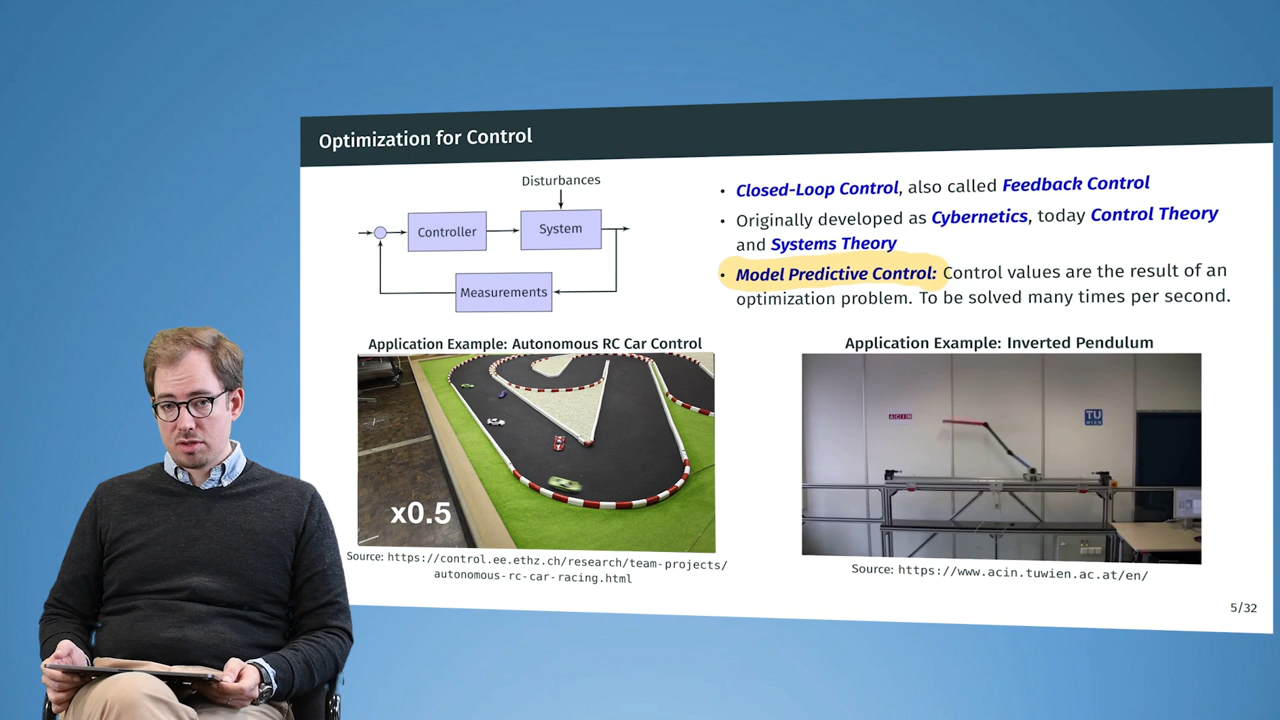 Optimization for Control
Disturbances
Controller
System
Measurements
• Closed-Loop Control, also called Feedback Control
• Originally developed as Cybernetics, today Control Theory
and Systems Theory
• Model Predictive Control: Control values are the result of an
optimization problem. To be solved many times per second.
Application Example: Autonomous RC Car Control
x0.5
Source: https://control.ee.ethz.ch/research/team-projects/
autonomous-rc-car-racing.html
Application Example: Inverted Pendulum
ACIN
TU
WIEN
Source: https://www.acin.tuwien.ac.at/en/
5/32